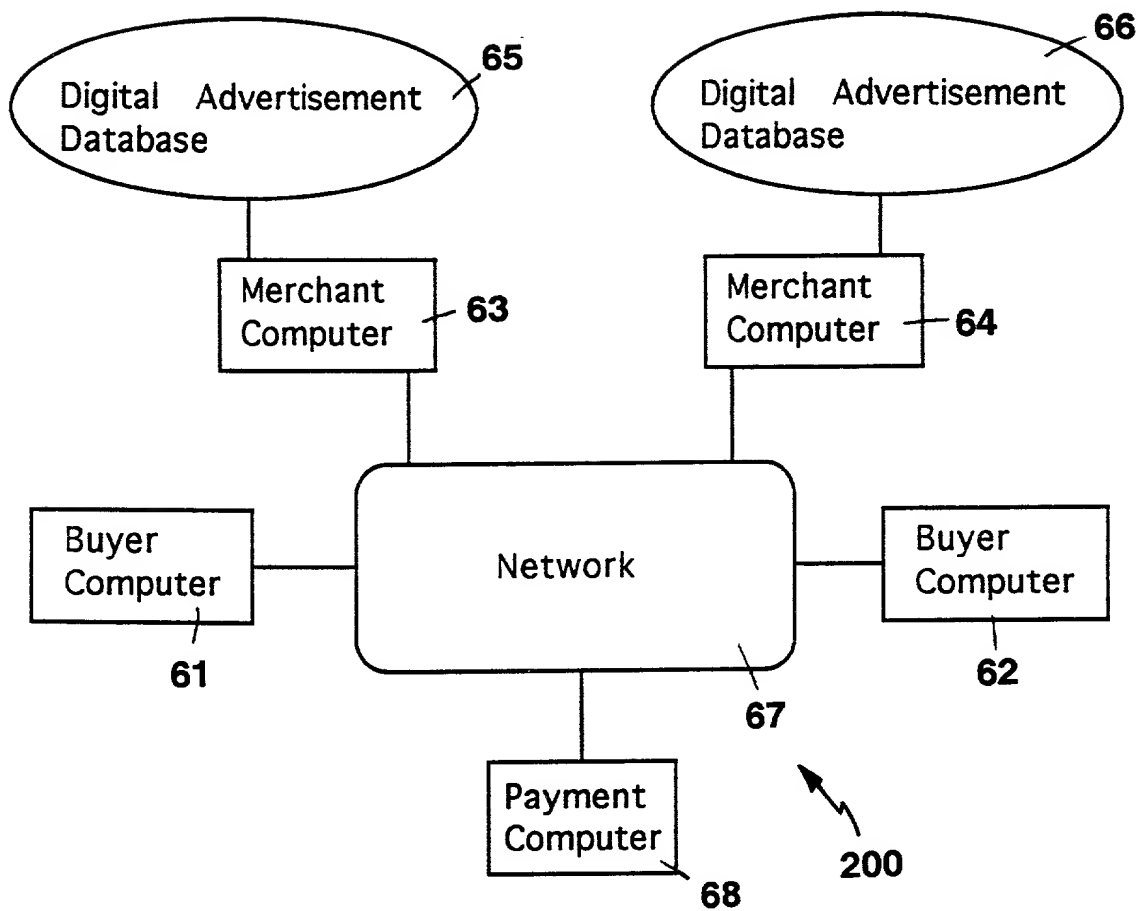 65
Digital Advertisement
Database
66
Digital Advertisement
Database
Merchant
Computer
63
Merchant
Computer
64
Buyer
Computer
61
Network
67
Buyer
Computer
62
Payment
Computer
68
200